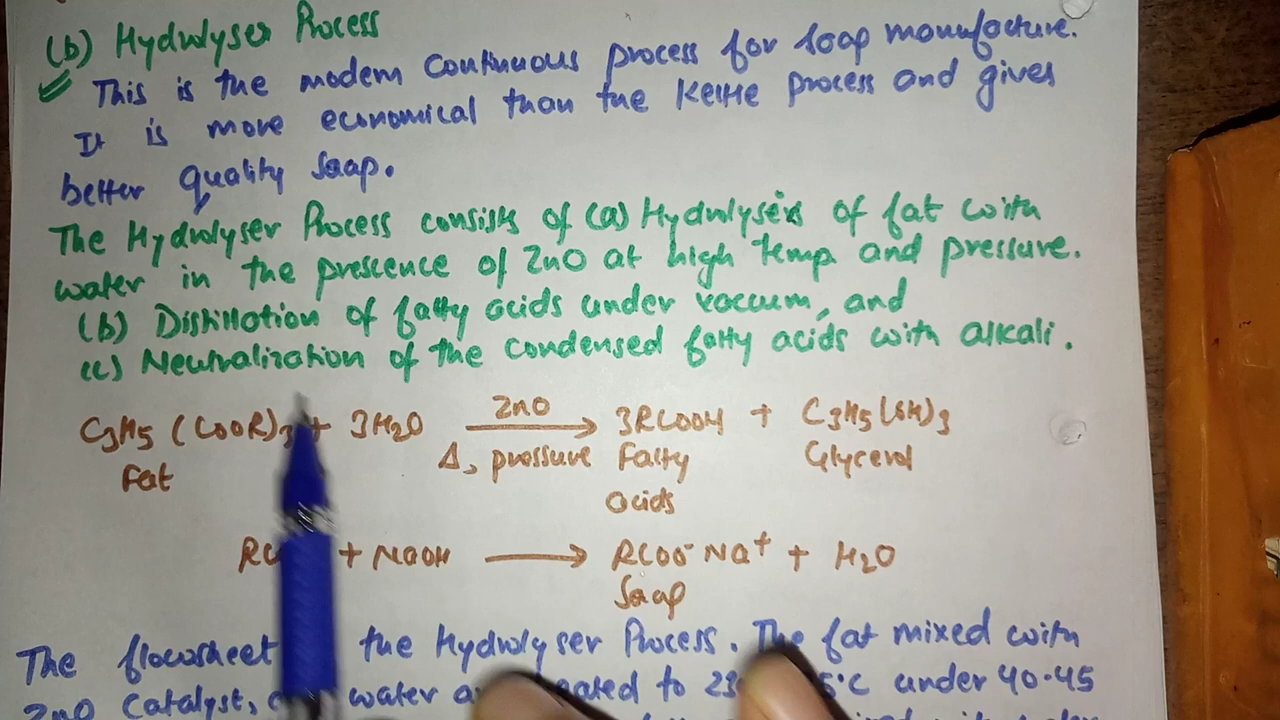 (b) Hydrolyser Process
This is the modern continuous process for soap manufacture.
It is more economical than the Kettle process and gives
better quality soap.
The Hydrolyser Process consists of (a) Hydrolysis of fat with
water in the prescence of ZnO at high temp and pressure.
(b) Distillation of fatty acids under vaccum, and
(c) Neutralization of the condensed fatty acids with alkali.
C3H5 (COOR)3 + 3H2O ZnO → 3RCOOH + C3H5(OH)3
Fat Δ, pressure Fatty Glycerol
acids
+ NaOH → RCOO⁻Na⁺ + H2O
Soap
The flowsheet the Hydrolyser Process. The fat mixed with
ZnO catalyst, water to under 40-45